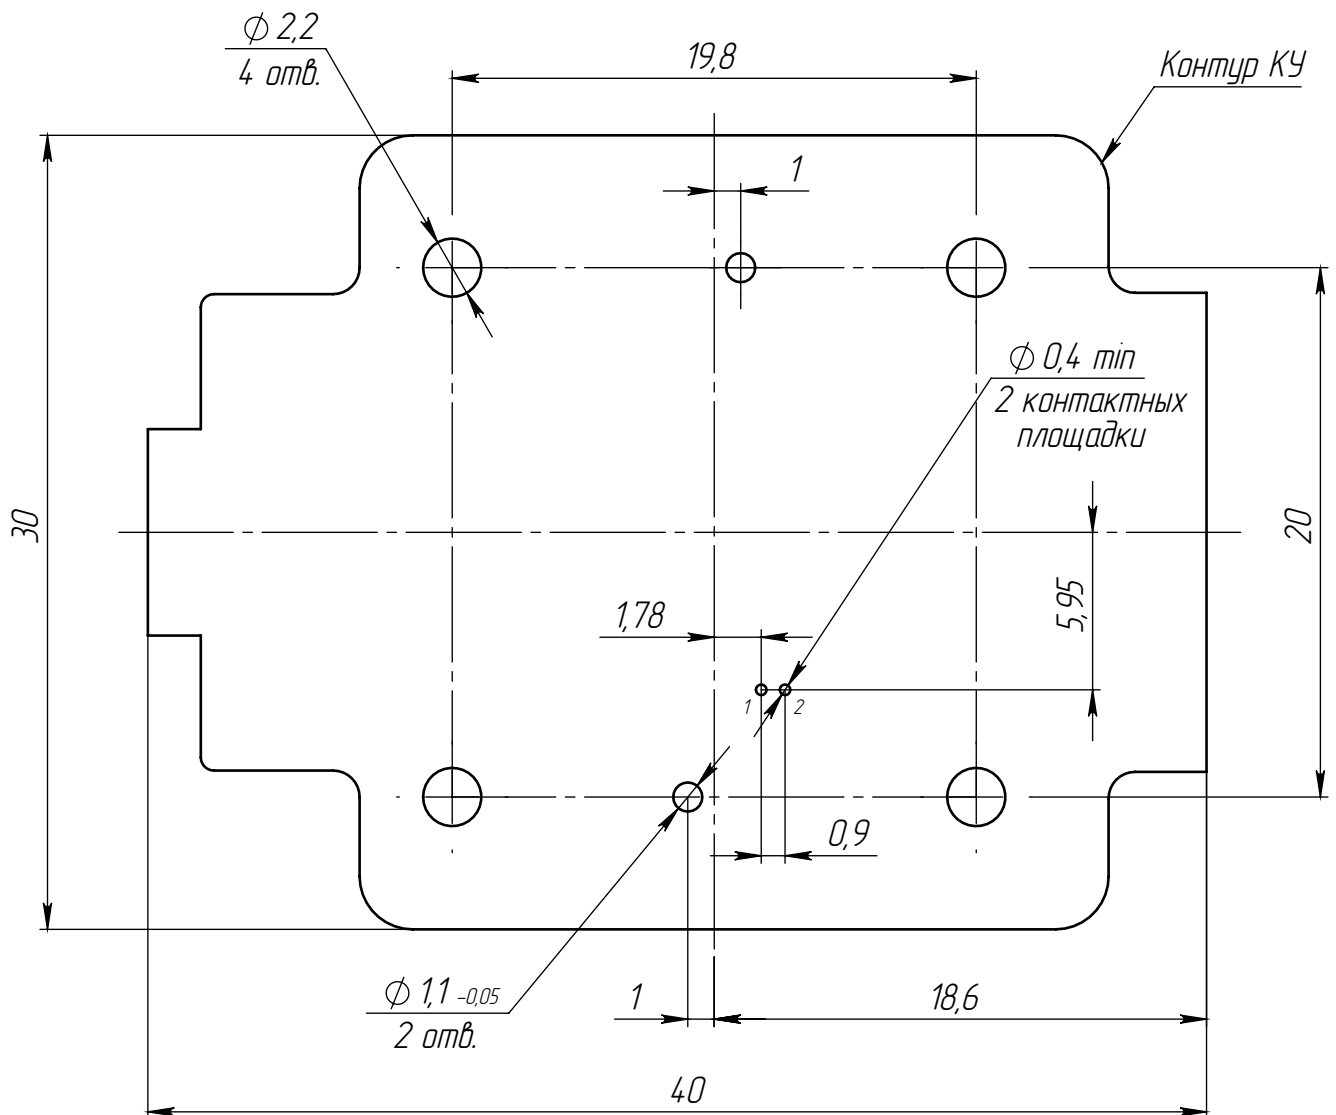 ⌀ 2,2
4 отв.
19,8
Контур КУ
1
⌀ 0,4 min
2 контактных
площадки
30
20
5,95
1,78
1
2
0,9
⌀ 1,1 -0,05
2 отв.
1
18,6
40